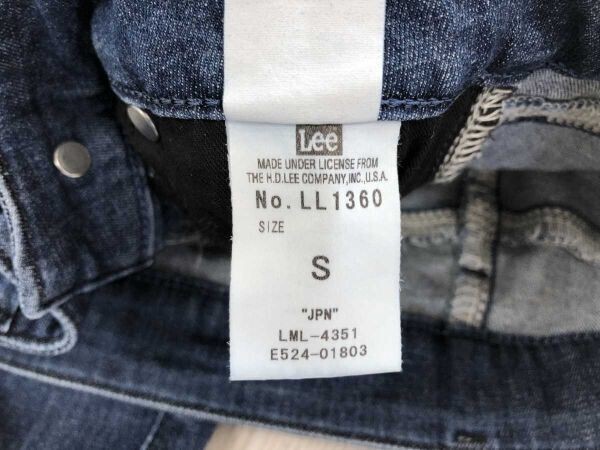 Lee
MADE UNDER LICENSE FROM
THE H.D.LEE COMPANY,INC.,U.S.A.
No. LL1360
SIZE
S
"JPN"
LML-4351
E524-01803